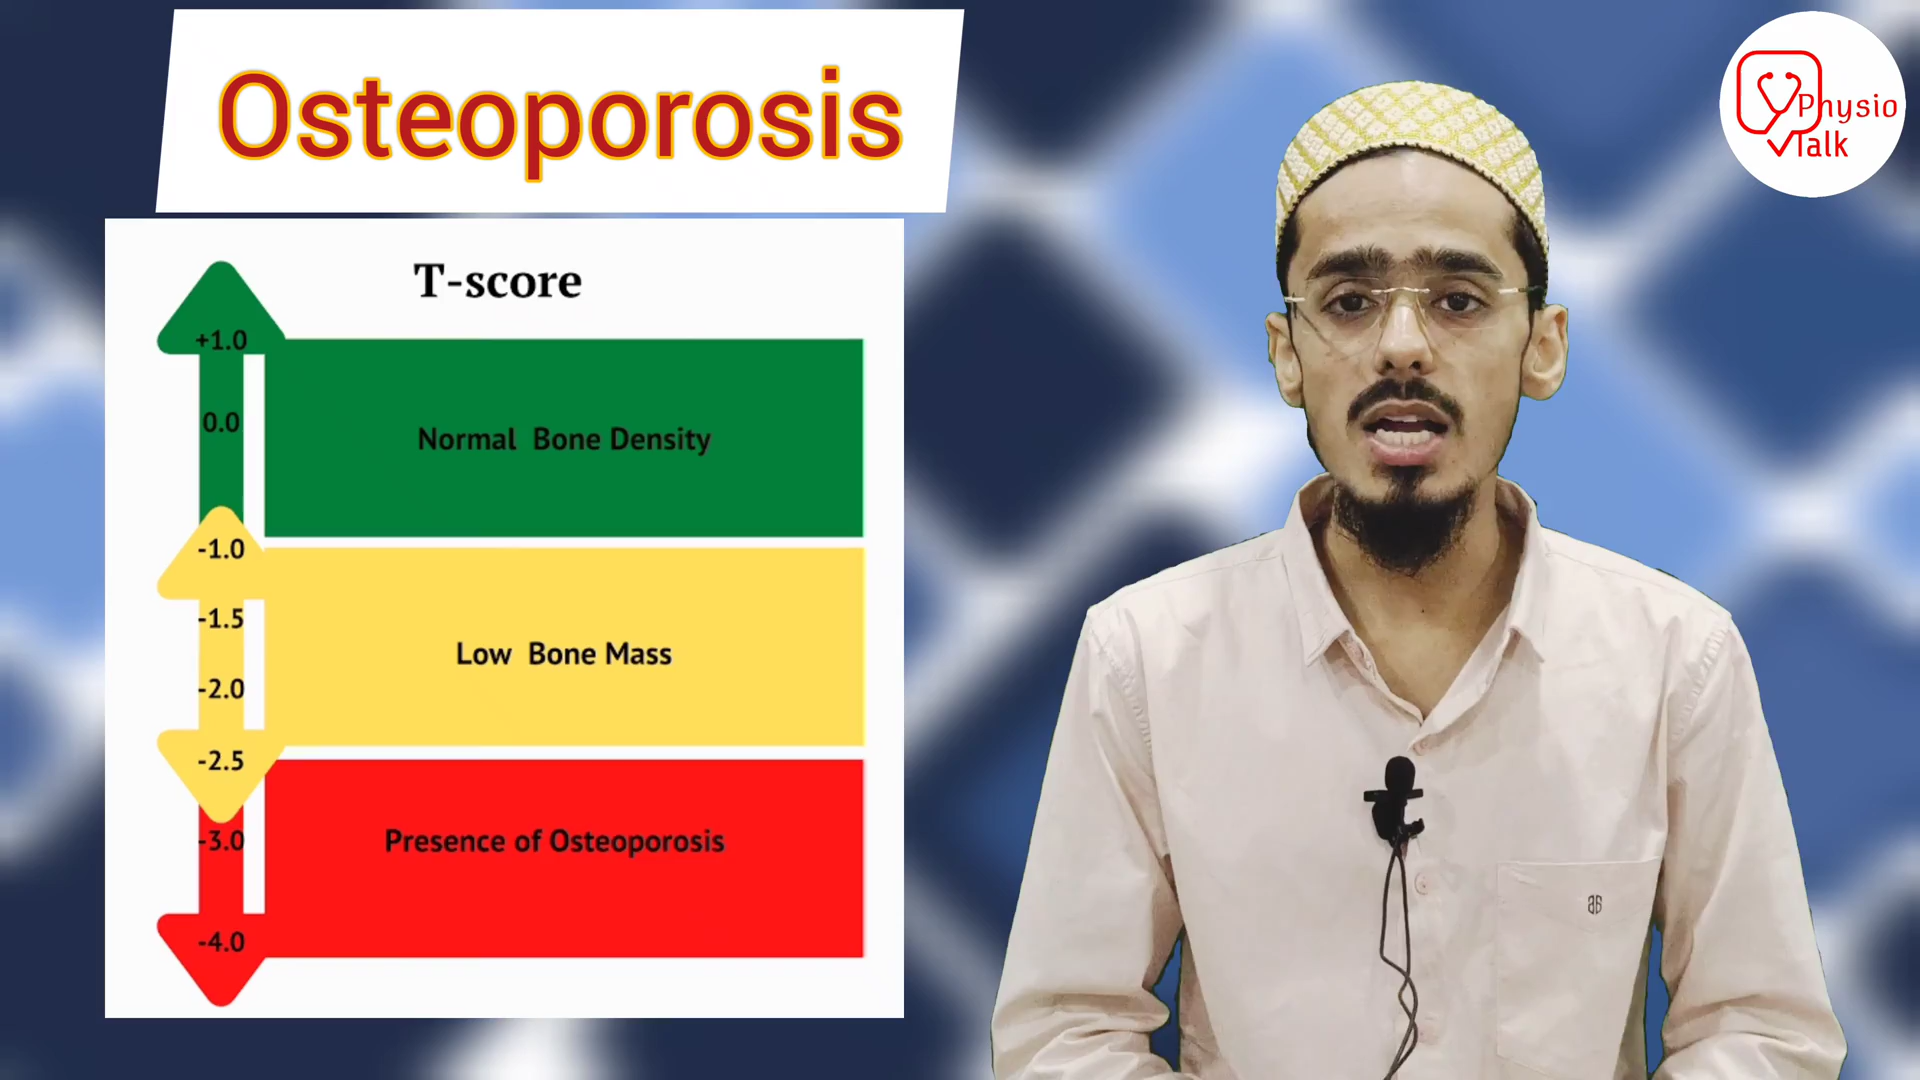 Osteoporosis
Physio
Talk
T-score
+1.0
0.0
Normal Bone Density
-1.0
-1.5
Low Bone Mass
-2.0
-2.5
Presence of Osteoporosis
-3.0
-4.0